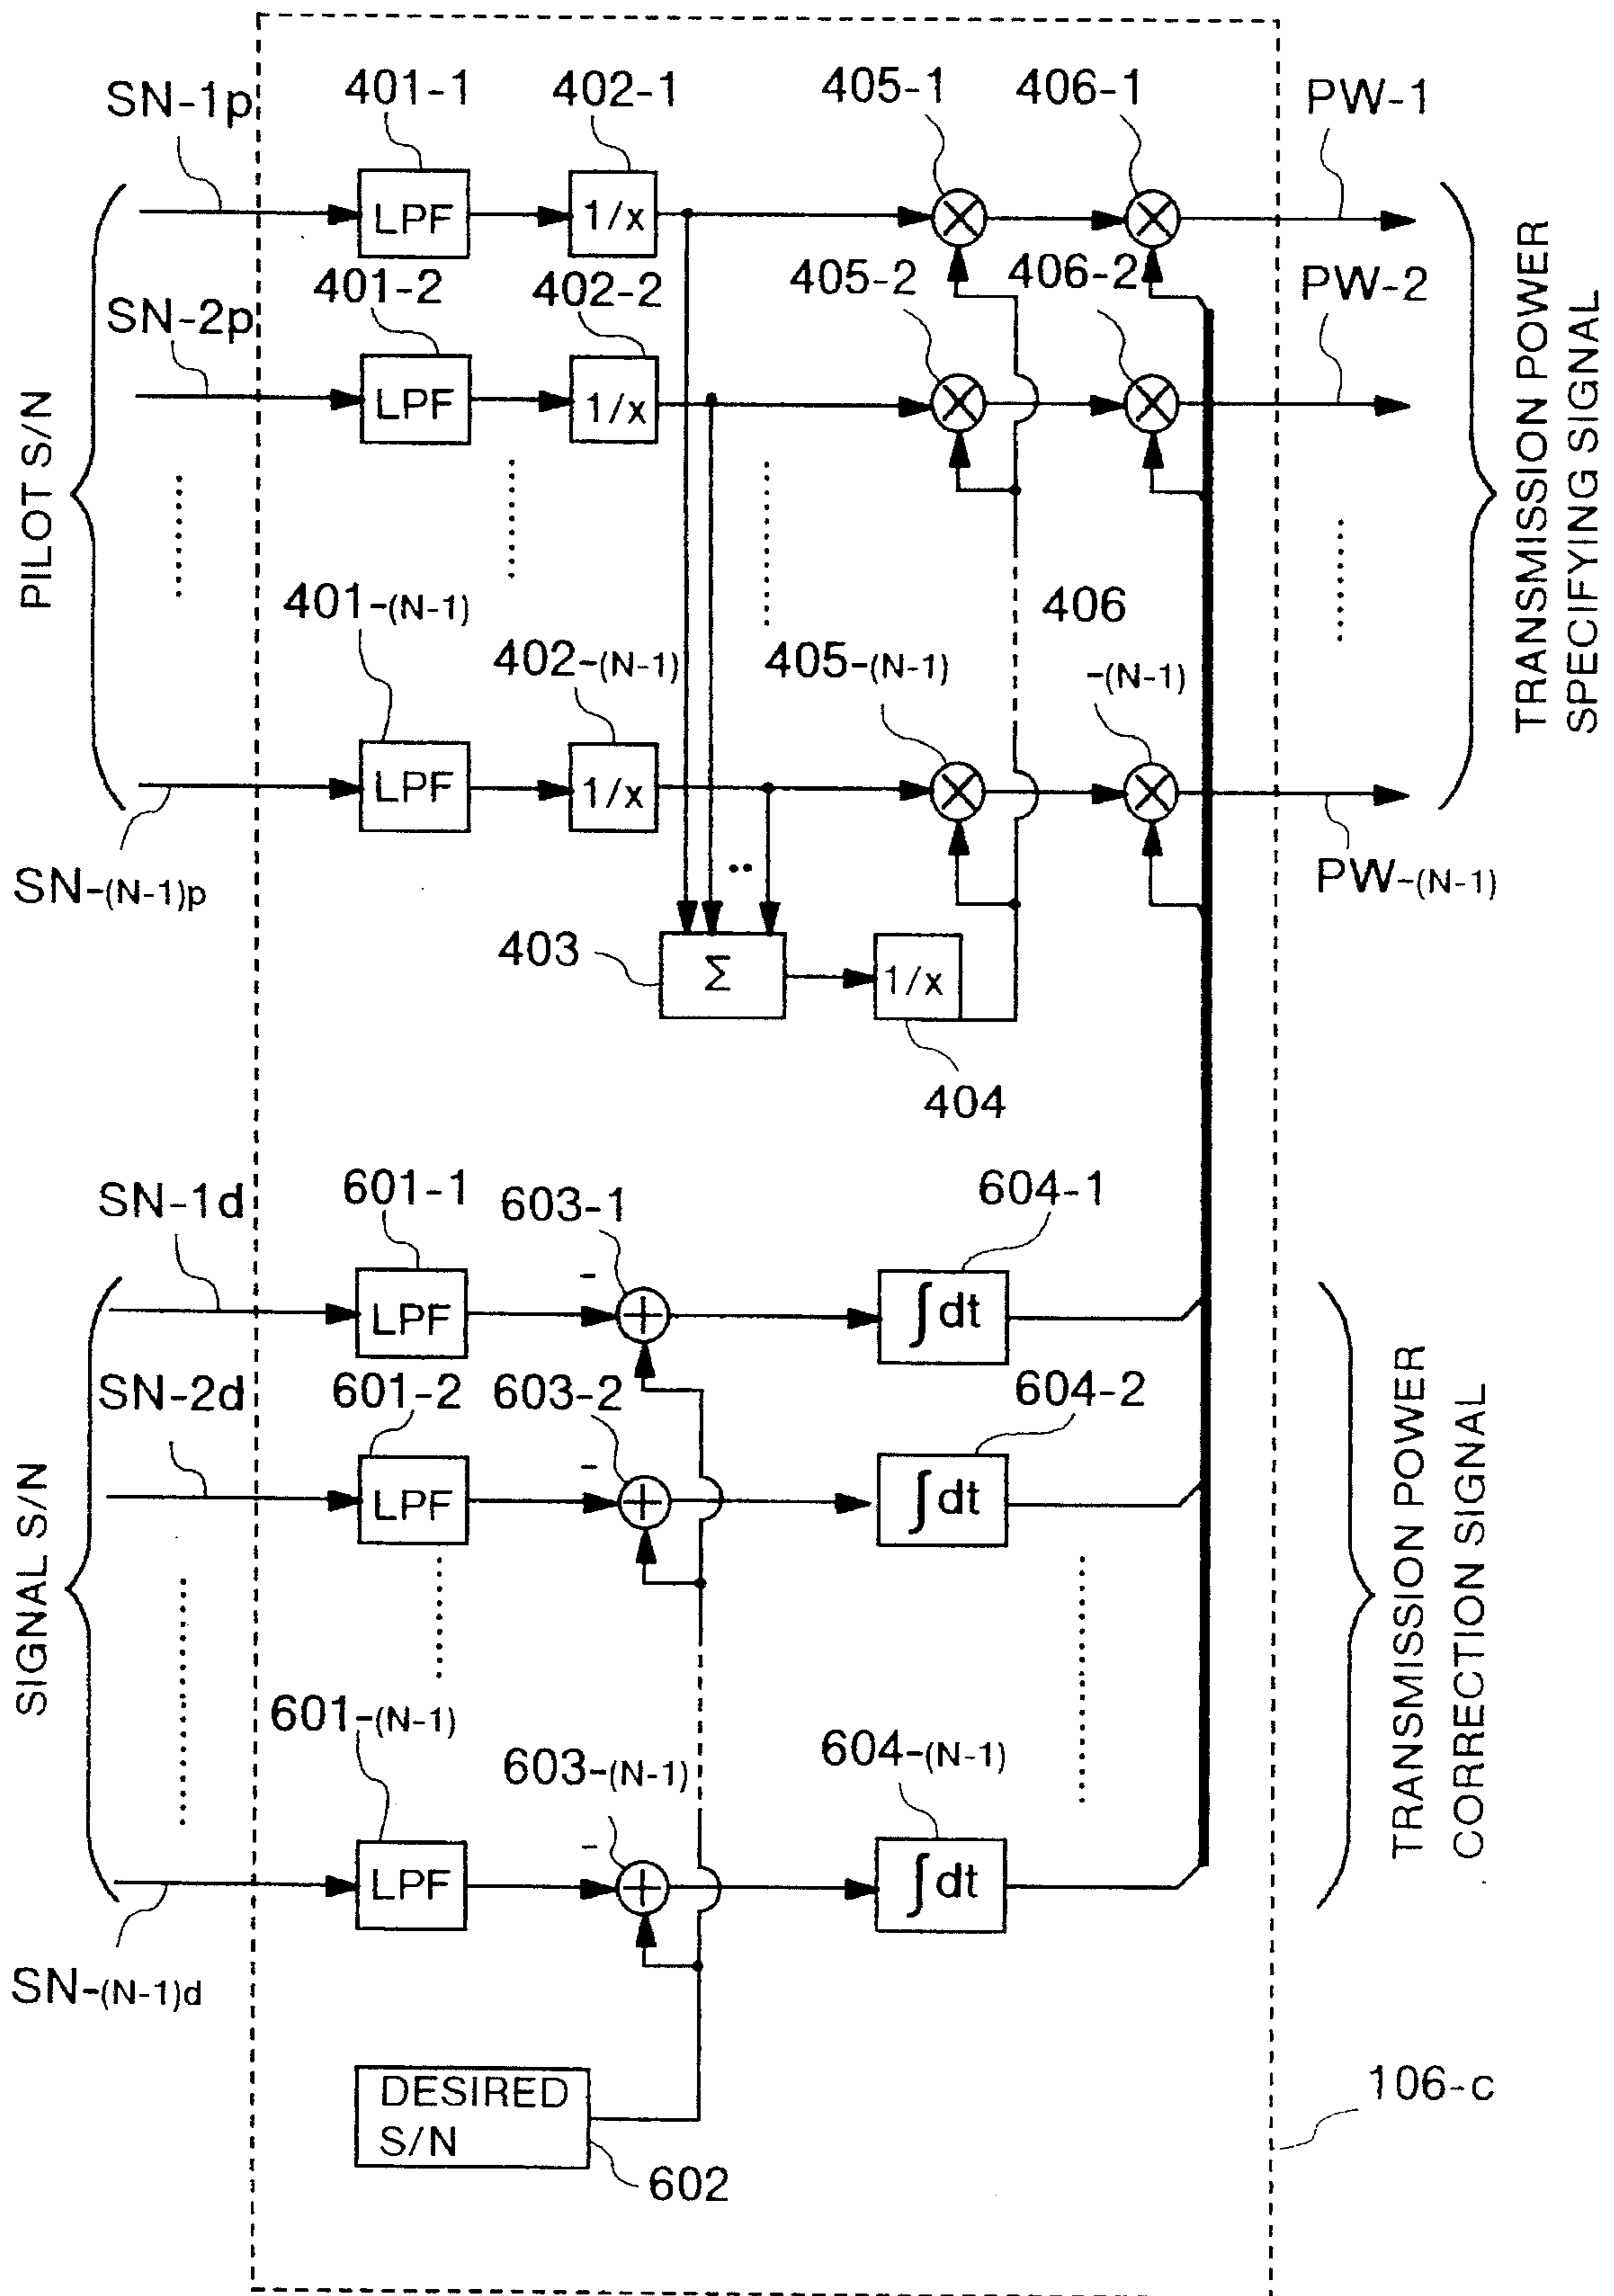 401-1
402-1
405-1
406-1
PW-1
SN-1p
LPF
1/x
401-2
402-2
405-2
406-2
PW-2
SN-2p
LPF
1/x
PILOT S/N
TRANSMISSION POWER
SPECIFYING SIGNAL
401-(N-1)
402-(N-1)
405-(N-1)
406
-(N-1)
LPF
1/x
SN-(N-1)p
PW-(N-1)
403
Σ
1/x
404
SN-1d
601-1
603-1
604-1
-
LPF
∫dt
SN-2d
601-2
603-2
604-2
-
LPF
∫dt
SIGNAL S/N
TRANSMISSION POWER
CORRECTION SIGNAL
601-(N-1)
603-(N-1)
604-(N-1)
-
LPF
∫dt
SN-(N-1)d
DESIRED
S/N
602
106-c